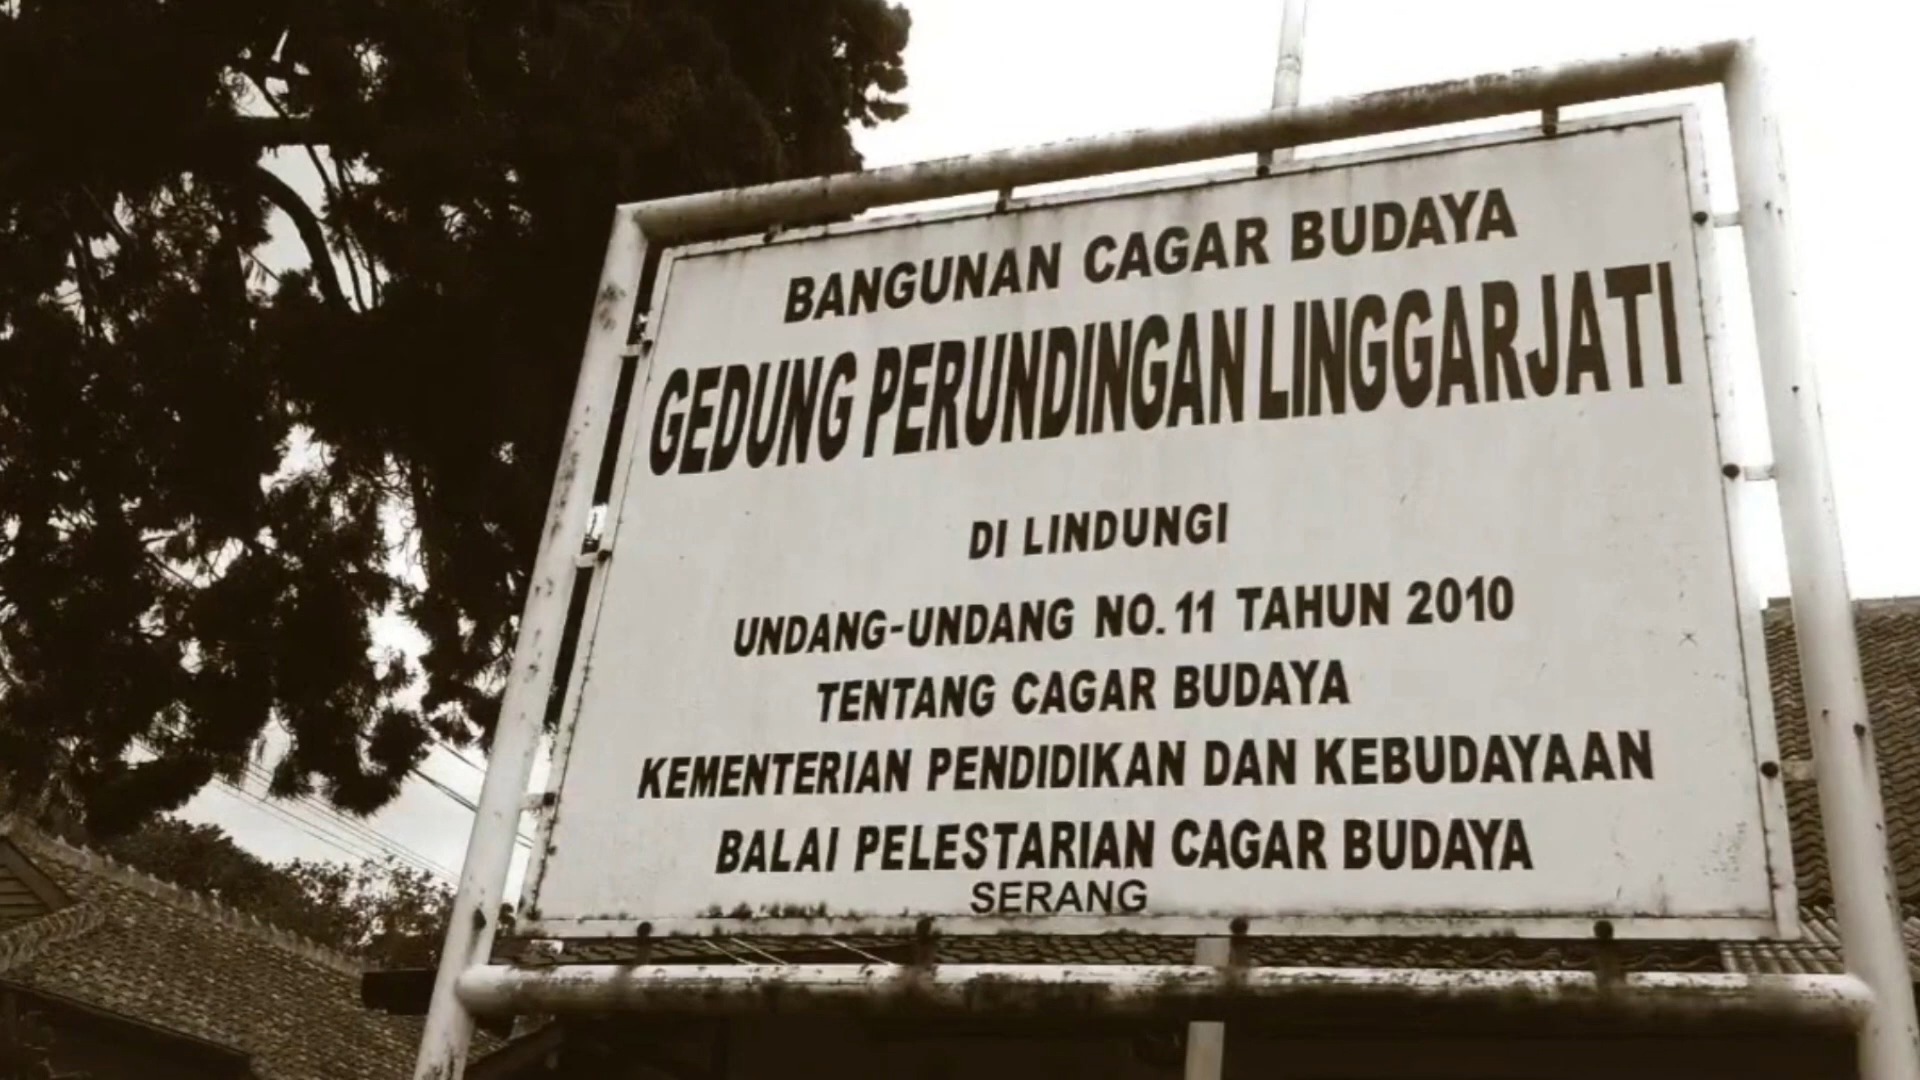 BANGUNAN CAGAR BUDAYA
GEDUNG PERUNDINGAN LINGGARJATI
DI LINDUNGI
UNDANG-UNDANG NO. 11 TAHUN 2010
TENTANG CAGAR BUDAYA
KEMENTERIAN PENDIDIKAN DAN KEBUDAYAAN
BALAI PELESTARIAN CAGAR BUDAYA
SERANG